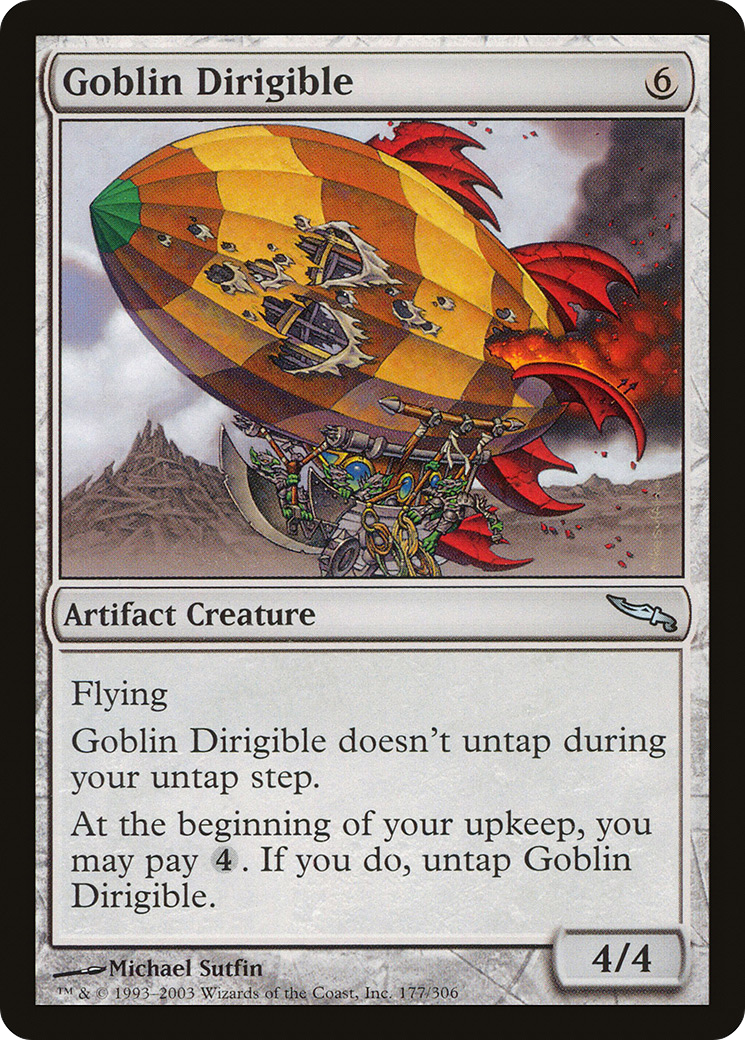 Goblin Dirigible 6
Artifact Creature
Flying
Goblin Dirigible doesn't untap during
your untap step.
At the beginning of your upkeep, you
may pay 4. If you do, untap Goblin
Dirigible.
4/4
Michael Sutfin
™ & © 1993–2003 Wizards of the Coast, Inc. 177/306